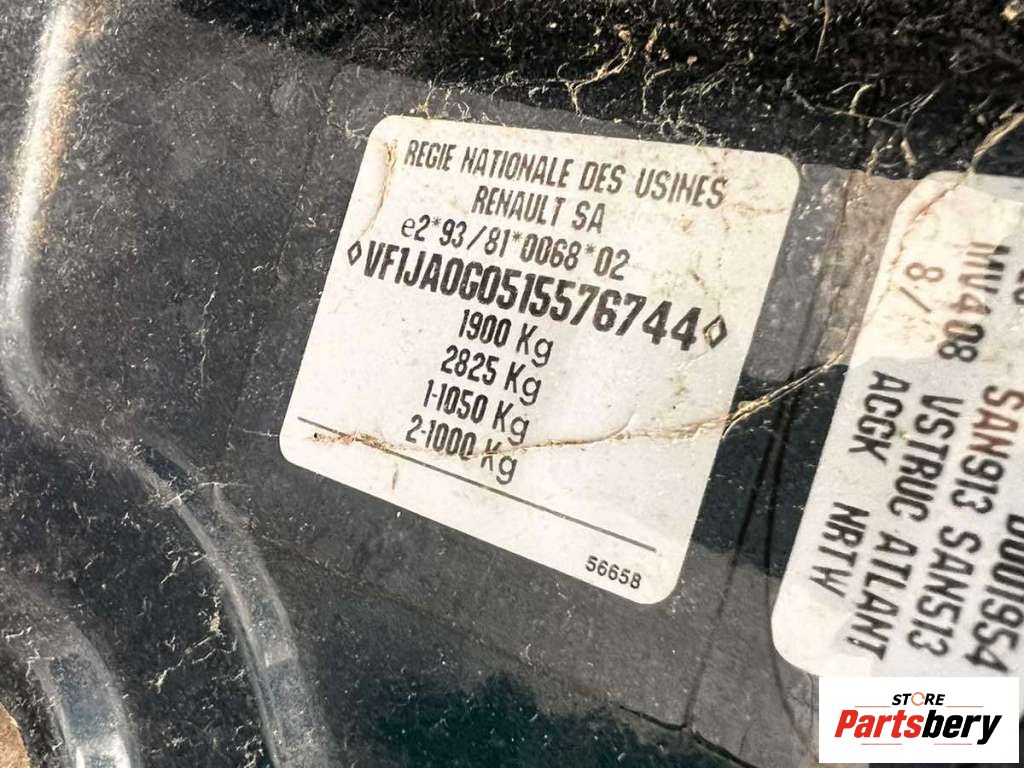 REGIE NATIONALE DES USINES
RENAULT SA
e2*93/81*0068*02
◊VF1JA0G0515576744◊
1900 Kg
2825 Kg
1-1050 Kg
2-1000 Kg
56658
SAN913 SAN513
MV408 VSTRUC ATLANT
8/ ACGK NRTW
STORE
Partsbery